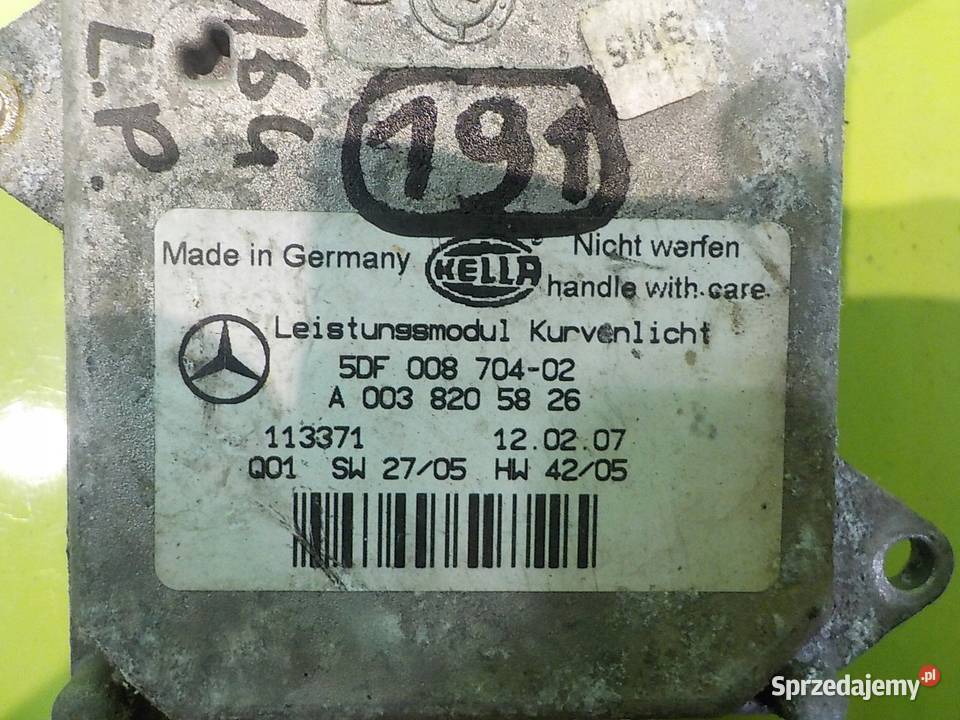 L.P
191
Made in Germany
HELLA
®
Nicht werfen
handle with care
Leistungsmodul Kurvenlicht
5DF 008 704-02
A 003 820 58 26
113371 12.02.07
Q01 SW 27/05 HW 42/05
Sprzedajemy.pl